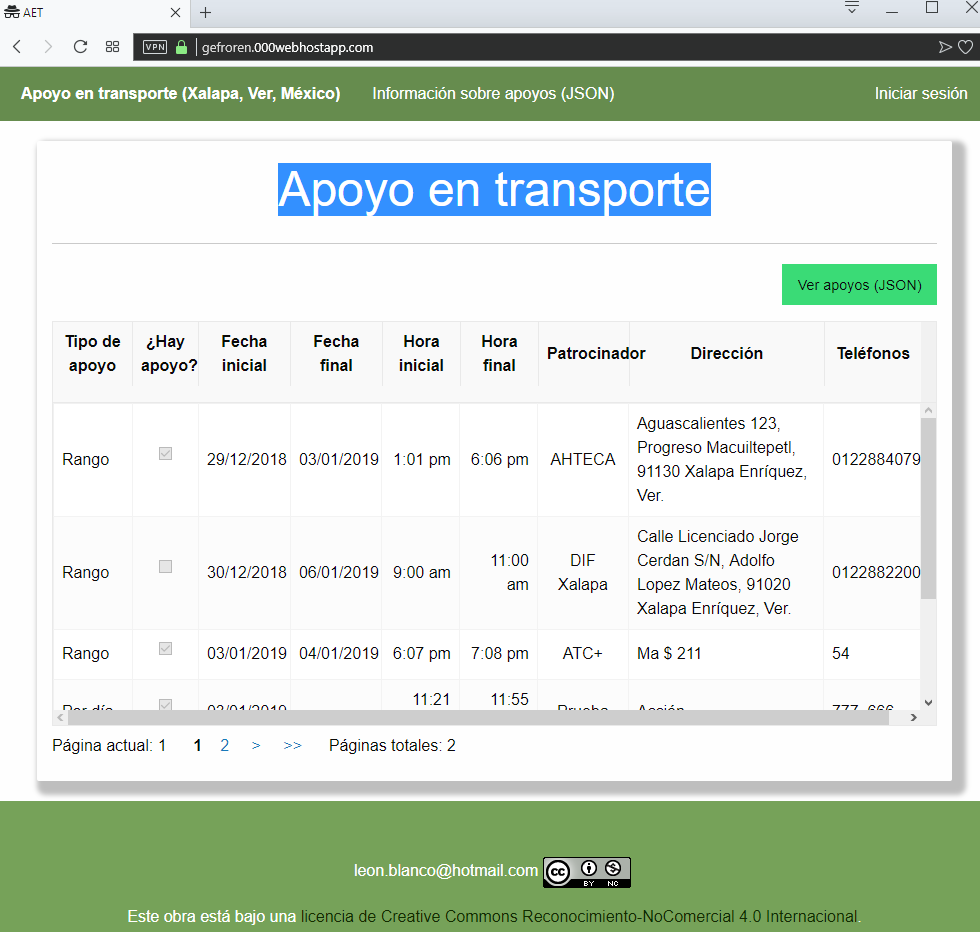 AET
VPN
gefroren.000webhostapp.com
Apoyo en transporte (Xalapa, Ver, México) Información sobre apoyos (JSON) Iniciar sesión
Apoyo en transporte
Ver apoyos (JSON)
Tipo de apoyo ¿Hay apoyo? Fecha inicial Fecha final Hora inicial Hora final Patrocinador Dirección Teléfonos
Rango 29/12/2018 03/01/2019 1:01 pm 6:06 pm AHTECA
Aguascalientes 123,
Progreso Macuiltepetl,
91130 Xalapa Enríquez,
Ver.
0122884079
Rango 30/12/2018 06/01/2019 9:00 am 11:00 am DIF Xalapa
Calle Licenciado Jorge
Cerdan S/N, Adolfo
Lopez Mateos, 91020
Xalapa Enríquez, Ver.
0122882200
Rango 03/01/2019 04/01/2019 6:07 pm 7:08 pm ATC+ Ma $ 211 54
Por día 03/01/2019 11:21 11:55 Prueba Acción 777, 666
Página actual: 1 1 2 > >> Páginas totales: 2
leon.blanco@hotmail.com
cc BY NC
Este obra está bajo una licencia de Creative Commons Reconocimiento-NoComercial 4.0 Internacional.